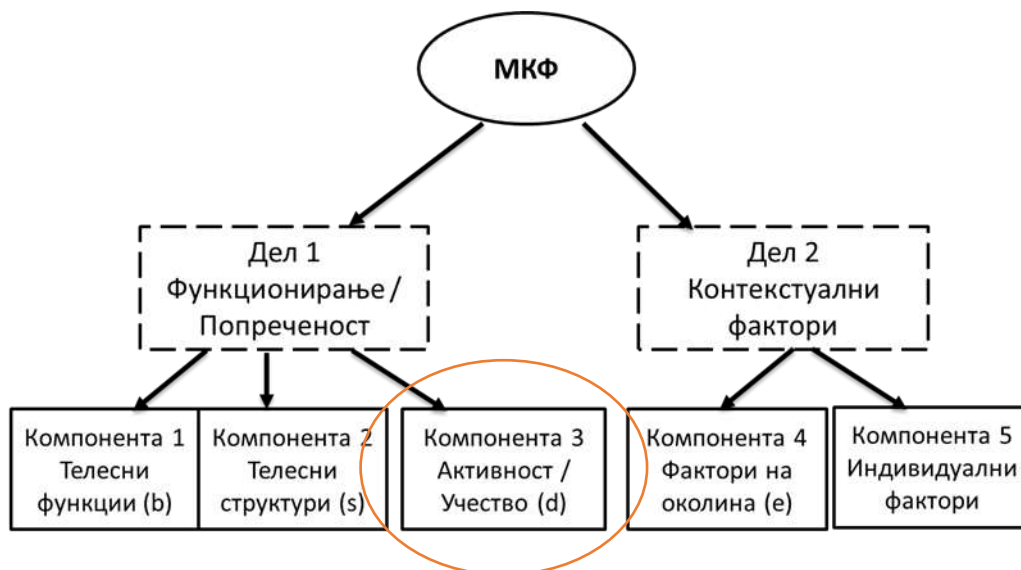 МКФ
Дел 1
Функционирање /
Попреченост
Дел 2
Контекстуални
фактори
Компонента 1
Телесни
функции (b)
Компонента 2
Телесни
структури (s)
Компонента 3
Активност /
Учество (d)
Компонента 4
Фактори на
околина (e)
Компонента 5
Индивидуални
фактори